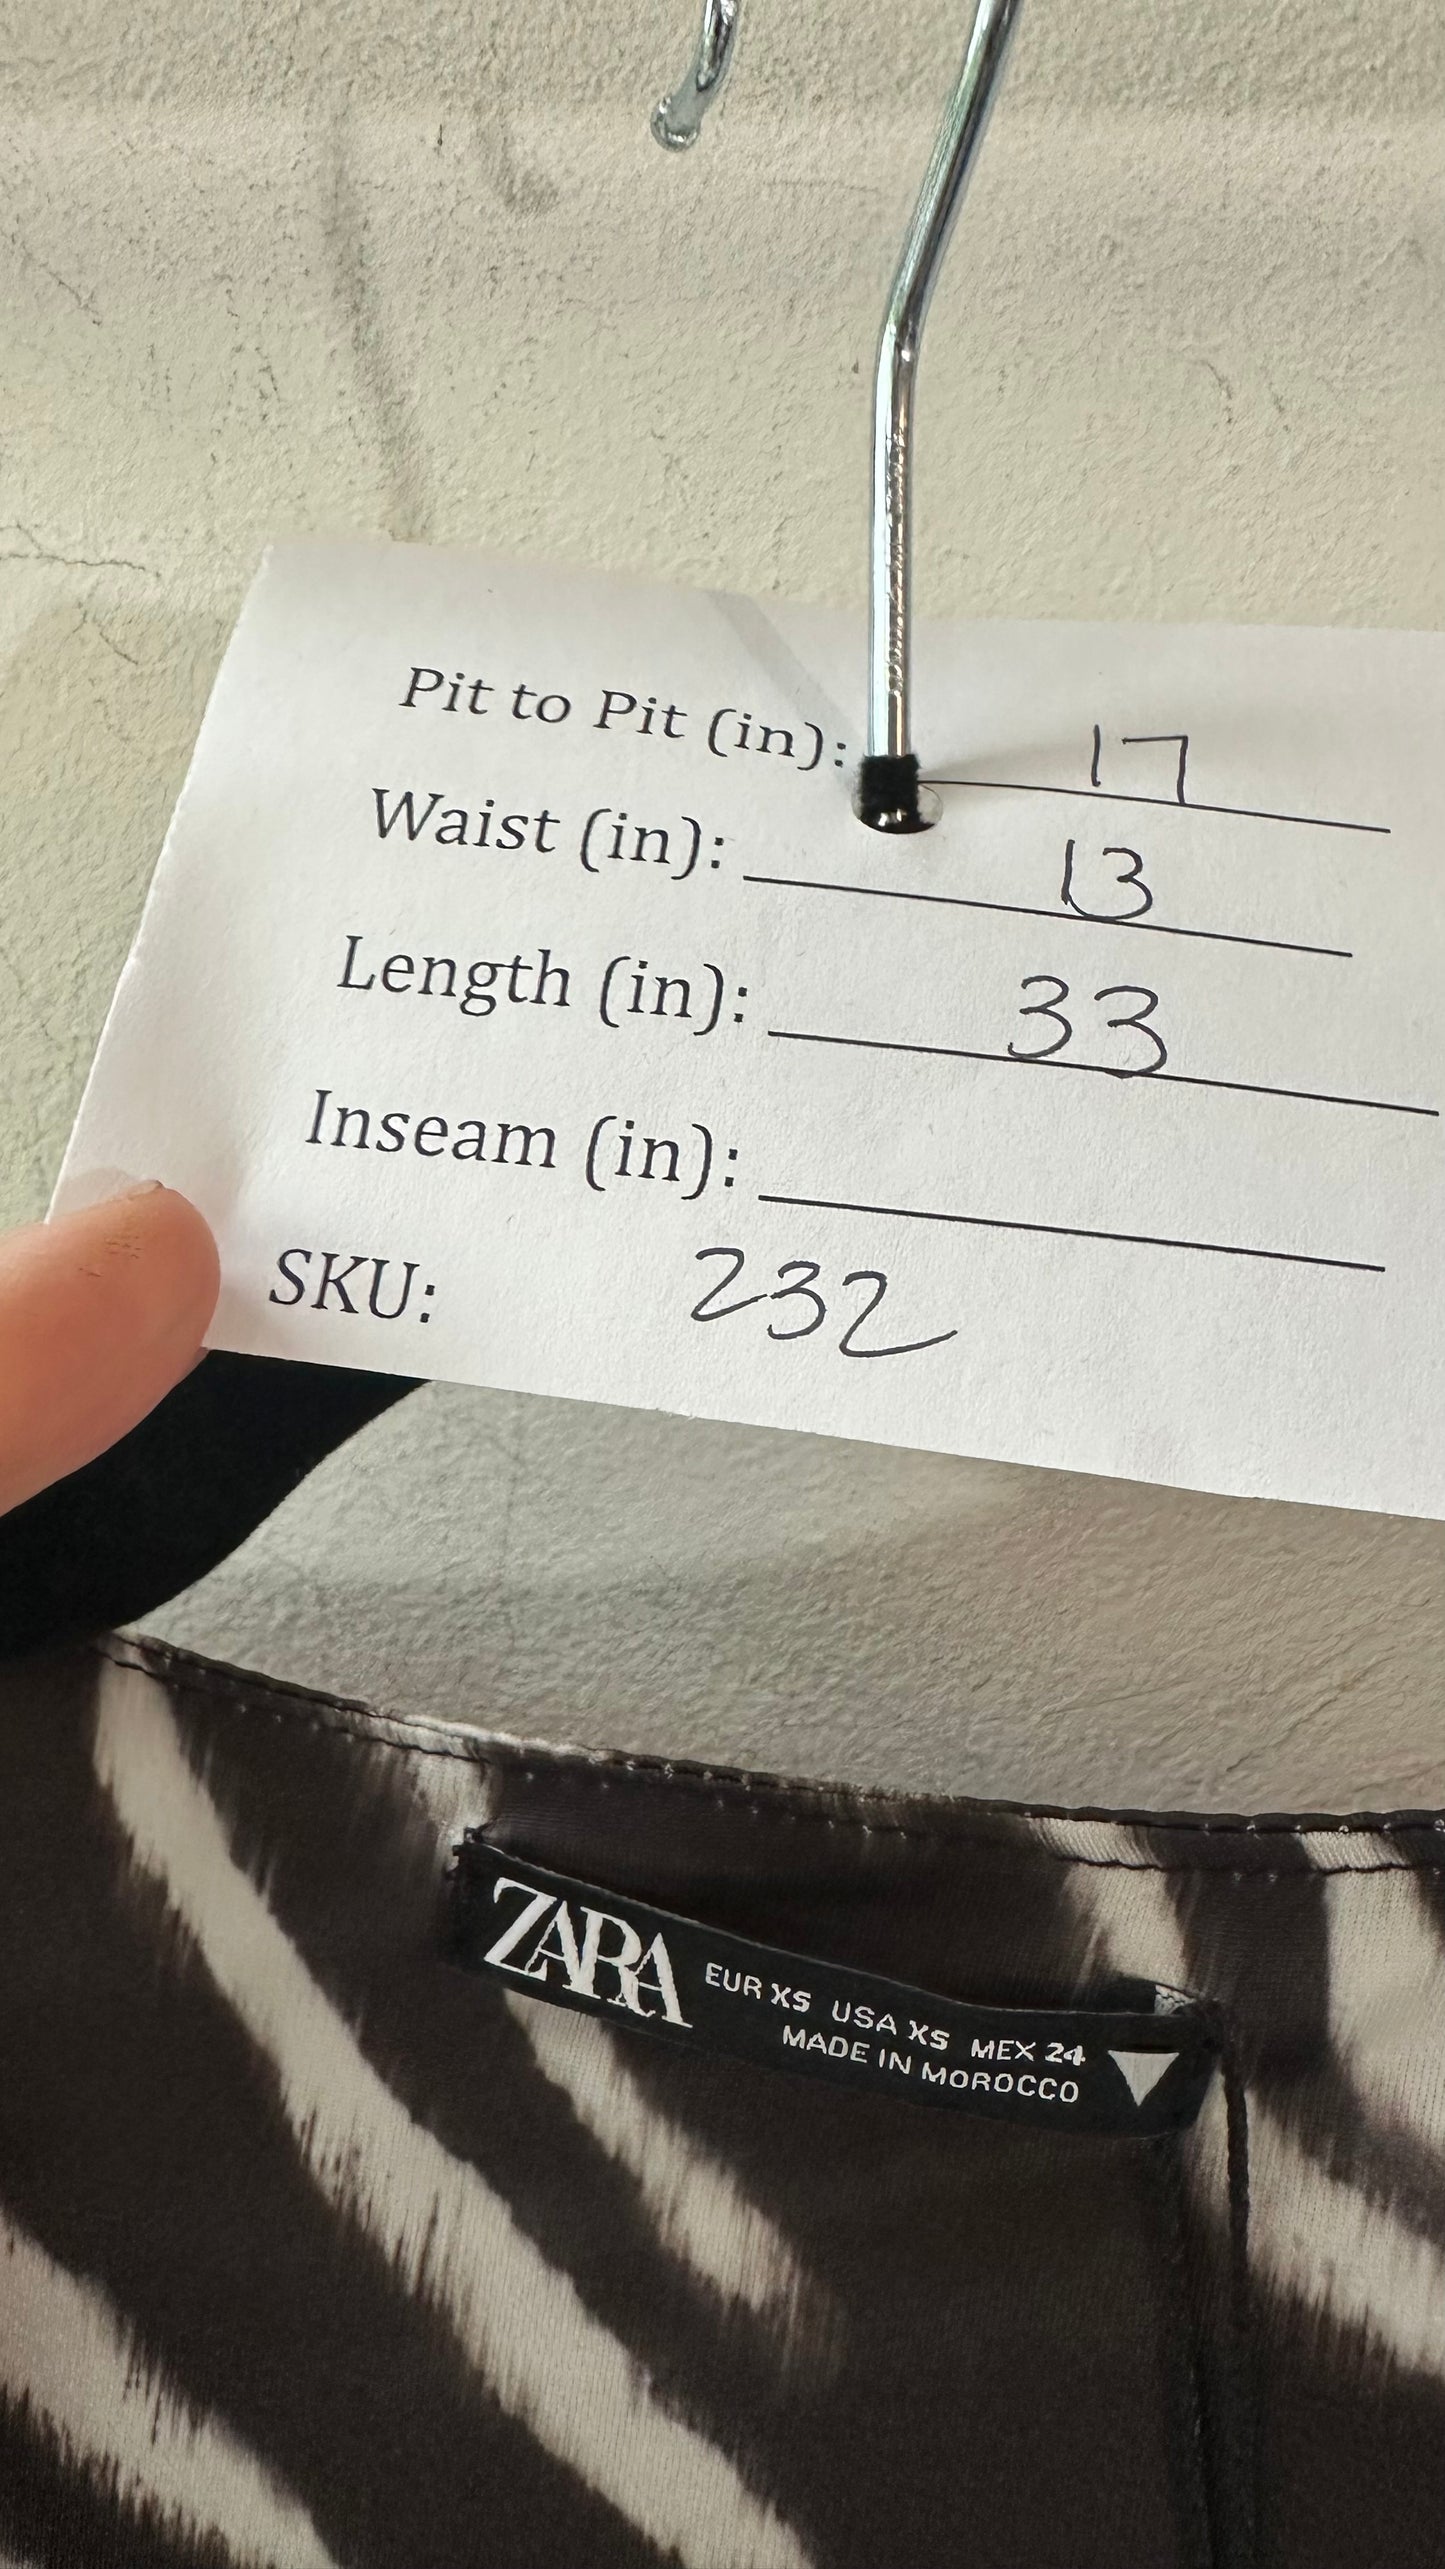 Pit to Pit (in): 17
Waist (in): 13
Length (in): 33
Inseam (in):
SKU: 232
ZARA EUR XS USA XS MEX 24
MADE IN MOROCCO